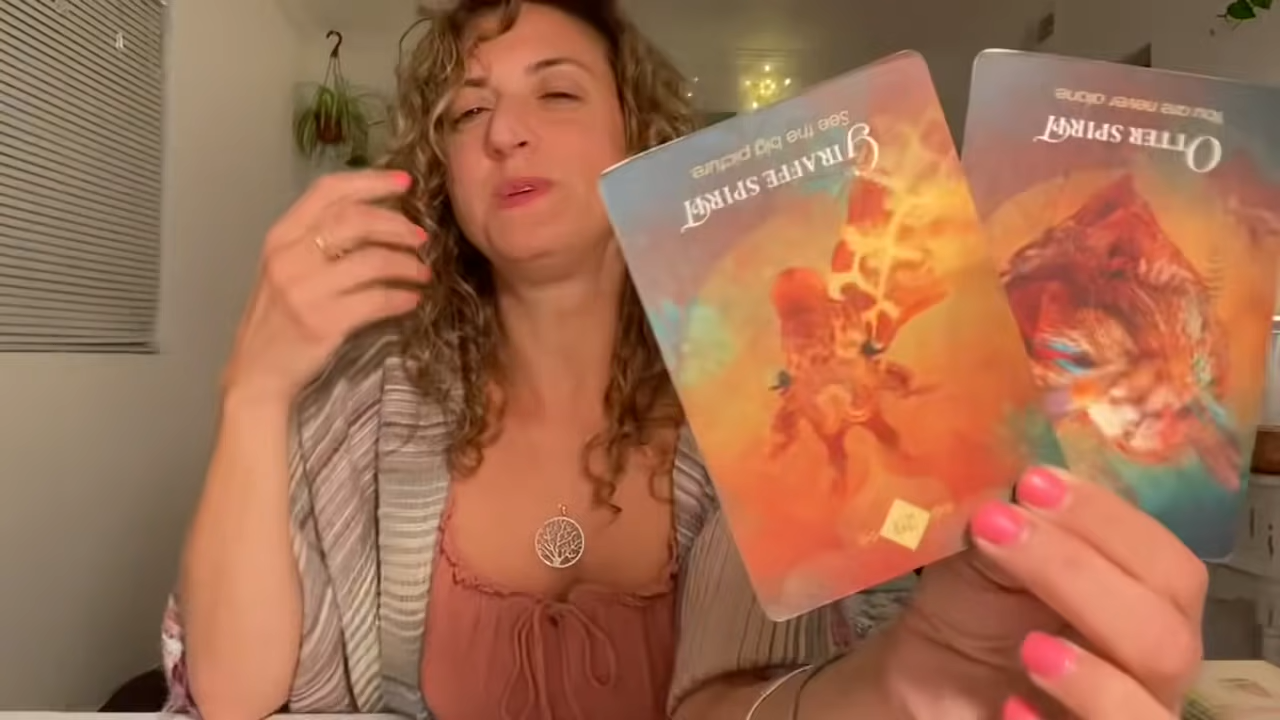 GIRAFFE SPIRIT
See the big picture.
OTTER SPIRIT
You are never alone